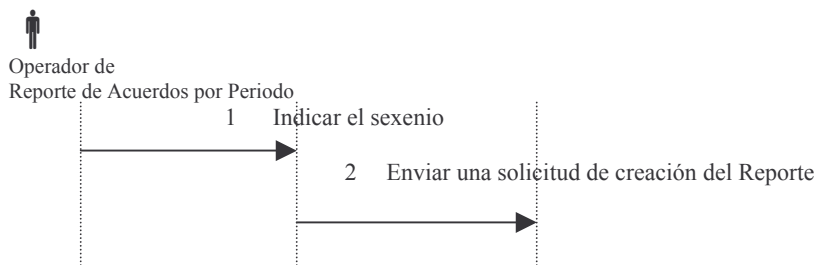 Operador de
Reporte de Acuerdos por Periodo
1 Indicar el sexenio
2 Enviar una solicitud de creación del Reporte